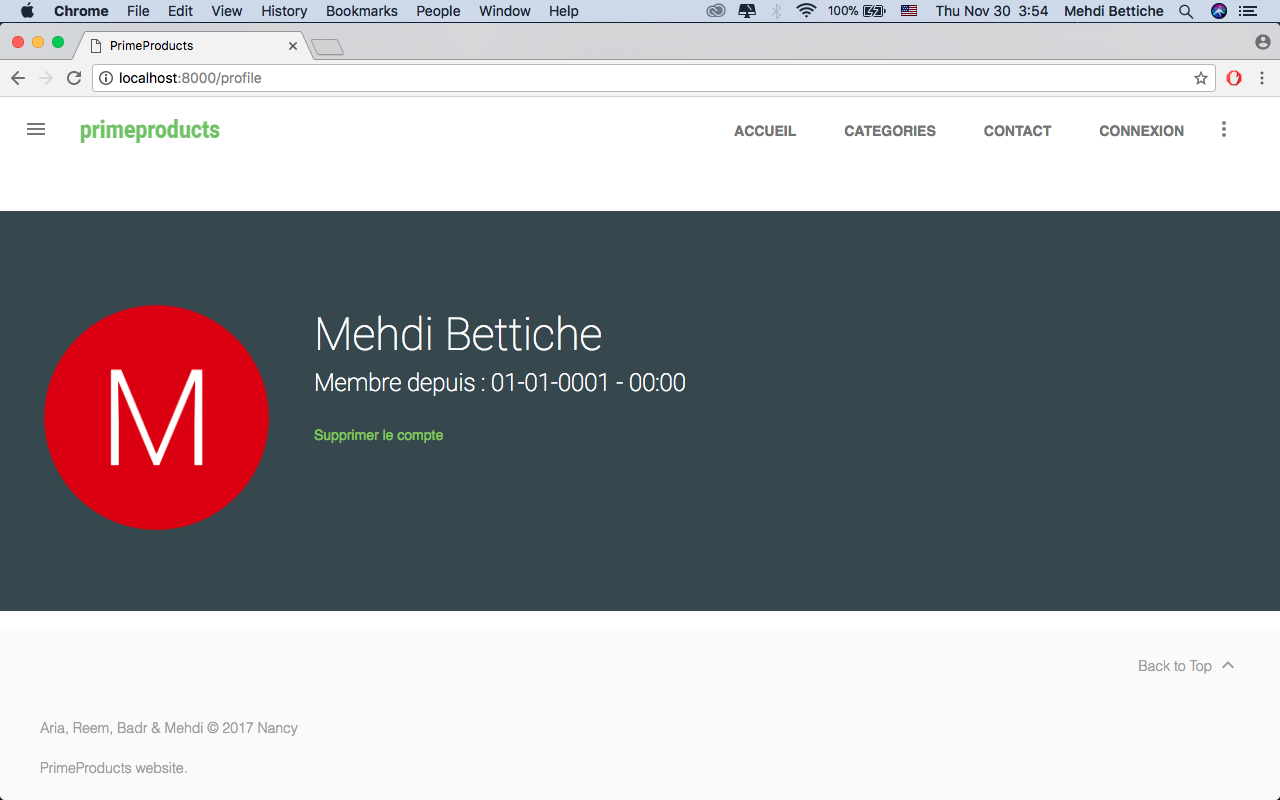 Chrome File Edit View History Bookmarks People Window Help 100% Thu Nov 30 3:54 Mehdi Bettiche
PrimeProducts
localhost:8000/profile
primeproducts ACCUEIL CATEGORIES CONTACT CONNEXION
Mehdi Bettiche
M
Membre depuis : 01-01-0001 - 00:00
Supprimer le compte
Back to Top
Aria, Reem, Badr & Mehdi © 2017 Nancy
PrimeProducts website.